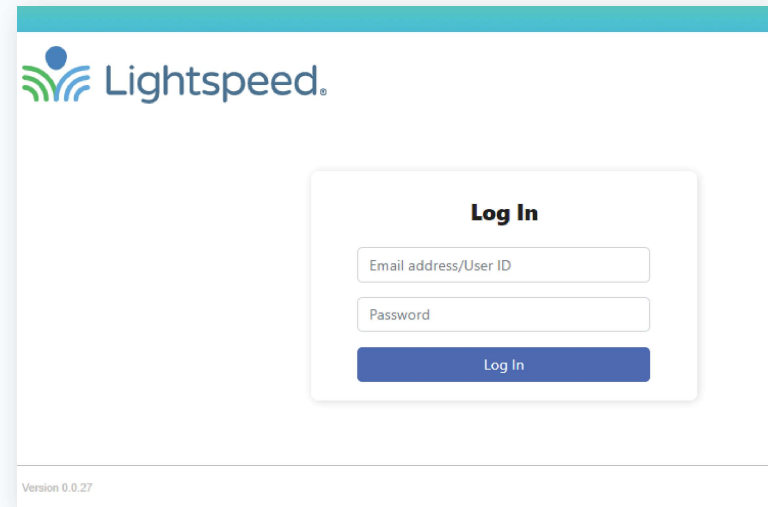 Lightspeed®
Log In
Email address/User ID
Password
Log In
Version 0.0.27